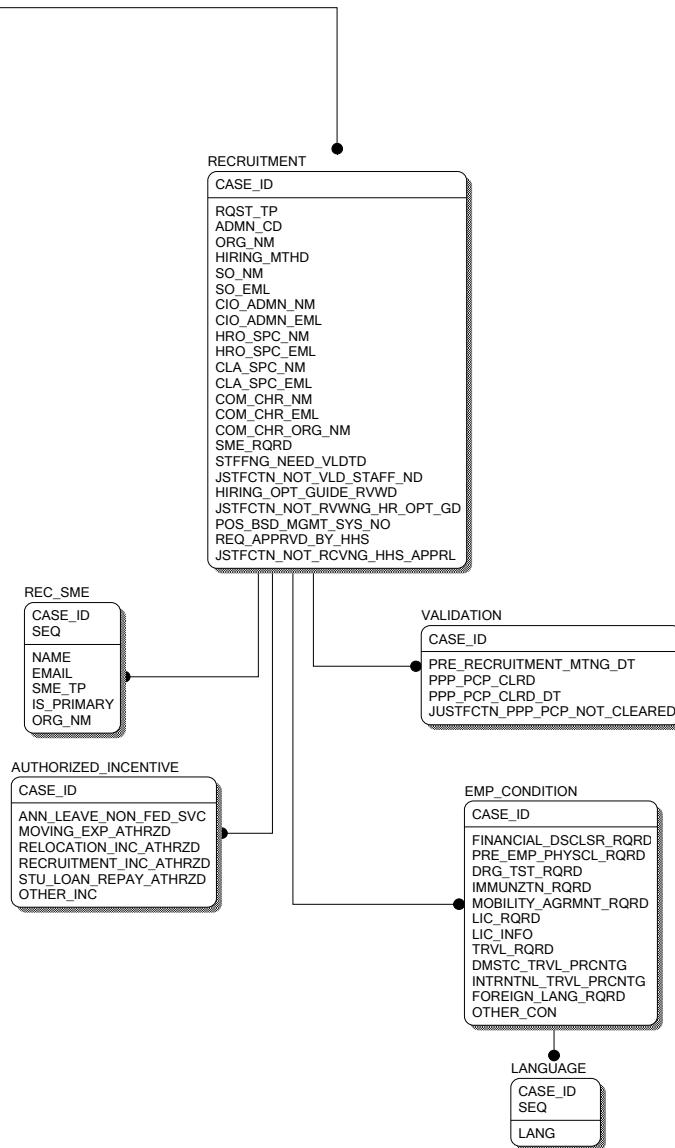 RECRUITMENT
CASE_ID
RQST_TP
ADMN_CD
ORG_NM
HIRING_MTHD
SO_NM
SO_EML
CIO_ADMN_NM
CIO_ADMN_EML
HRO_SPC_NM
HRO_SPC_EML
CLA_SPC_NM
CLA_SPC_EML
COM_CHR_NM
COM_CHR_EML
COM_CHR_ORG_NM
SME_RQRD
STFFNG_NEED_VLDTD
JSTFCTN_NOT_VLD_STAFF_ND
HIRING_OPT_GUIDE_RVWD
JSTFCTN_NOT_RVWNG_HR_OPT_GD
POS_BSD_MGMT_SYS_NO
REQ_APPRVD_BY_HHS
JSTFCTN_NOT_RCVNG_HHS_APPRL
REC_SME
CASE_ID
SEQ
NAME
EMAIL
SME_TP
IS_PRIMARY
ORG_NM
VALIDATION
CASE_ID
PRE_RECRUITMENT_MTNG_DT
PPP_PCP_CLRD
PPP_PCP_CLRD_DT
JUSTFCTN_PPP_PCP_NOT_CLEARED
AUTHORIZED_INCENTIVE
CASE_ID
ANN_LEAVE_NON_FED_SVC
MOVING_EXP_ATHRZD
RELOCATION_INC_ATHRZD
RECRUITMENT_INC_ATHRZD
STU_LOAN_REPAY_ATHRZD
OTHER_INC
EMP_CONDITION
CASE_ID
FINANCIAL_DSCLSR_RQRD
PRE_EMP_PHYSCL_RQRD
DRG_TST_RQRD
IMMUNZTN_RQRD
MOBILITY_AGRMNT_RQRD
LIC_RQRD
LIC_INFO
TRVL_RQRD
DMSTC_TRVL_PRCNTG
INTRNTNL_TRVL_PRCNTG
FOREIGN_LANG_RQRD
OTHER_CON
LANGUAGE
CASE_ID
SEQ
LANG